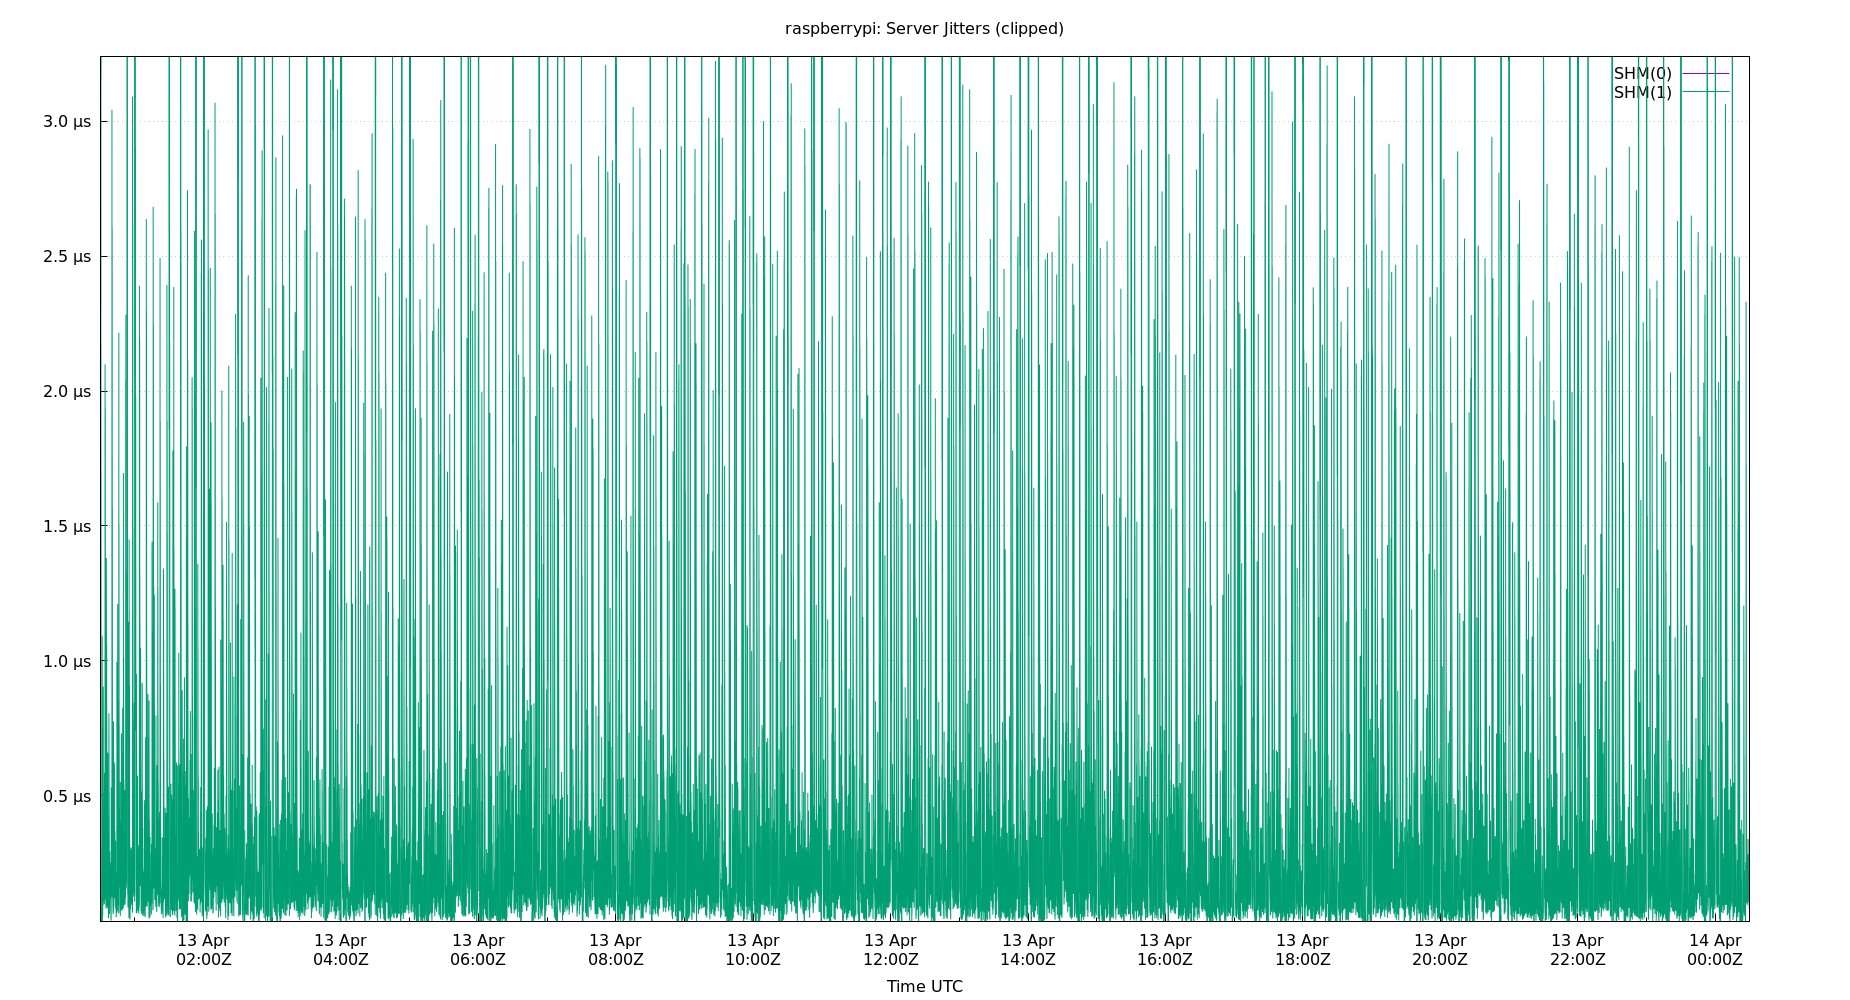 raspberrypi: Server Jitters (clipped)
SHM(0)
SHM(1)
3.0 µs
2.5 µs
2.0 µs
1.5 µs
1.0 µs
0.5 µs
13 Apr 13 Apr 13 Apr 13 Apr 13 Apr 13 Apr 13 Apr 13 Apr 13 Apr 13 Apr 13 Apr 14 Apr
02:00Z 04:00Z 06:00Z 08:00Z 10:00Z 12:00Z 14:00Z 16:00Z 18:00Z 20:00Z 22:00Z 00:00Z
Time UTC